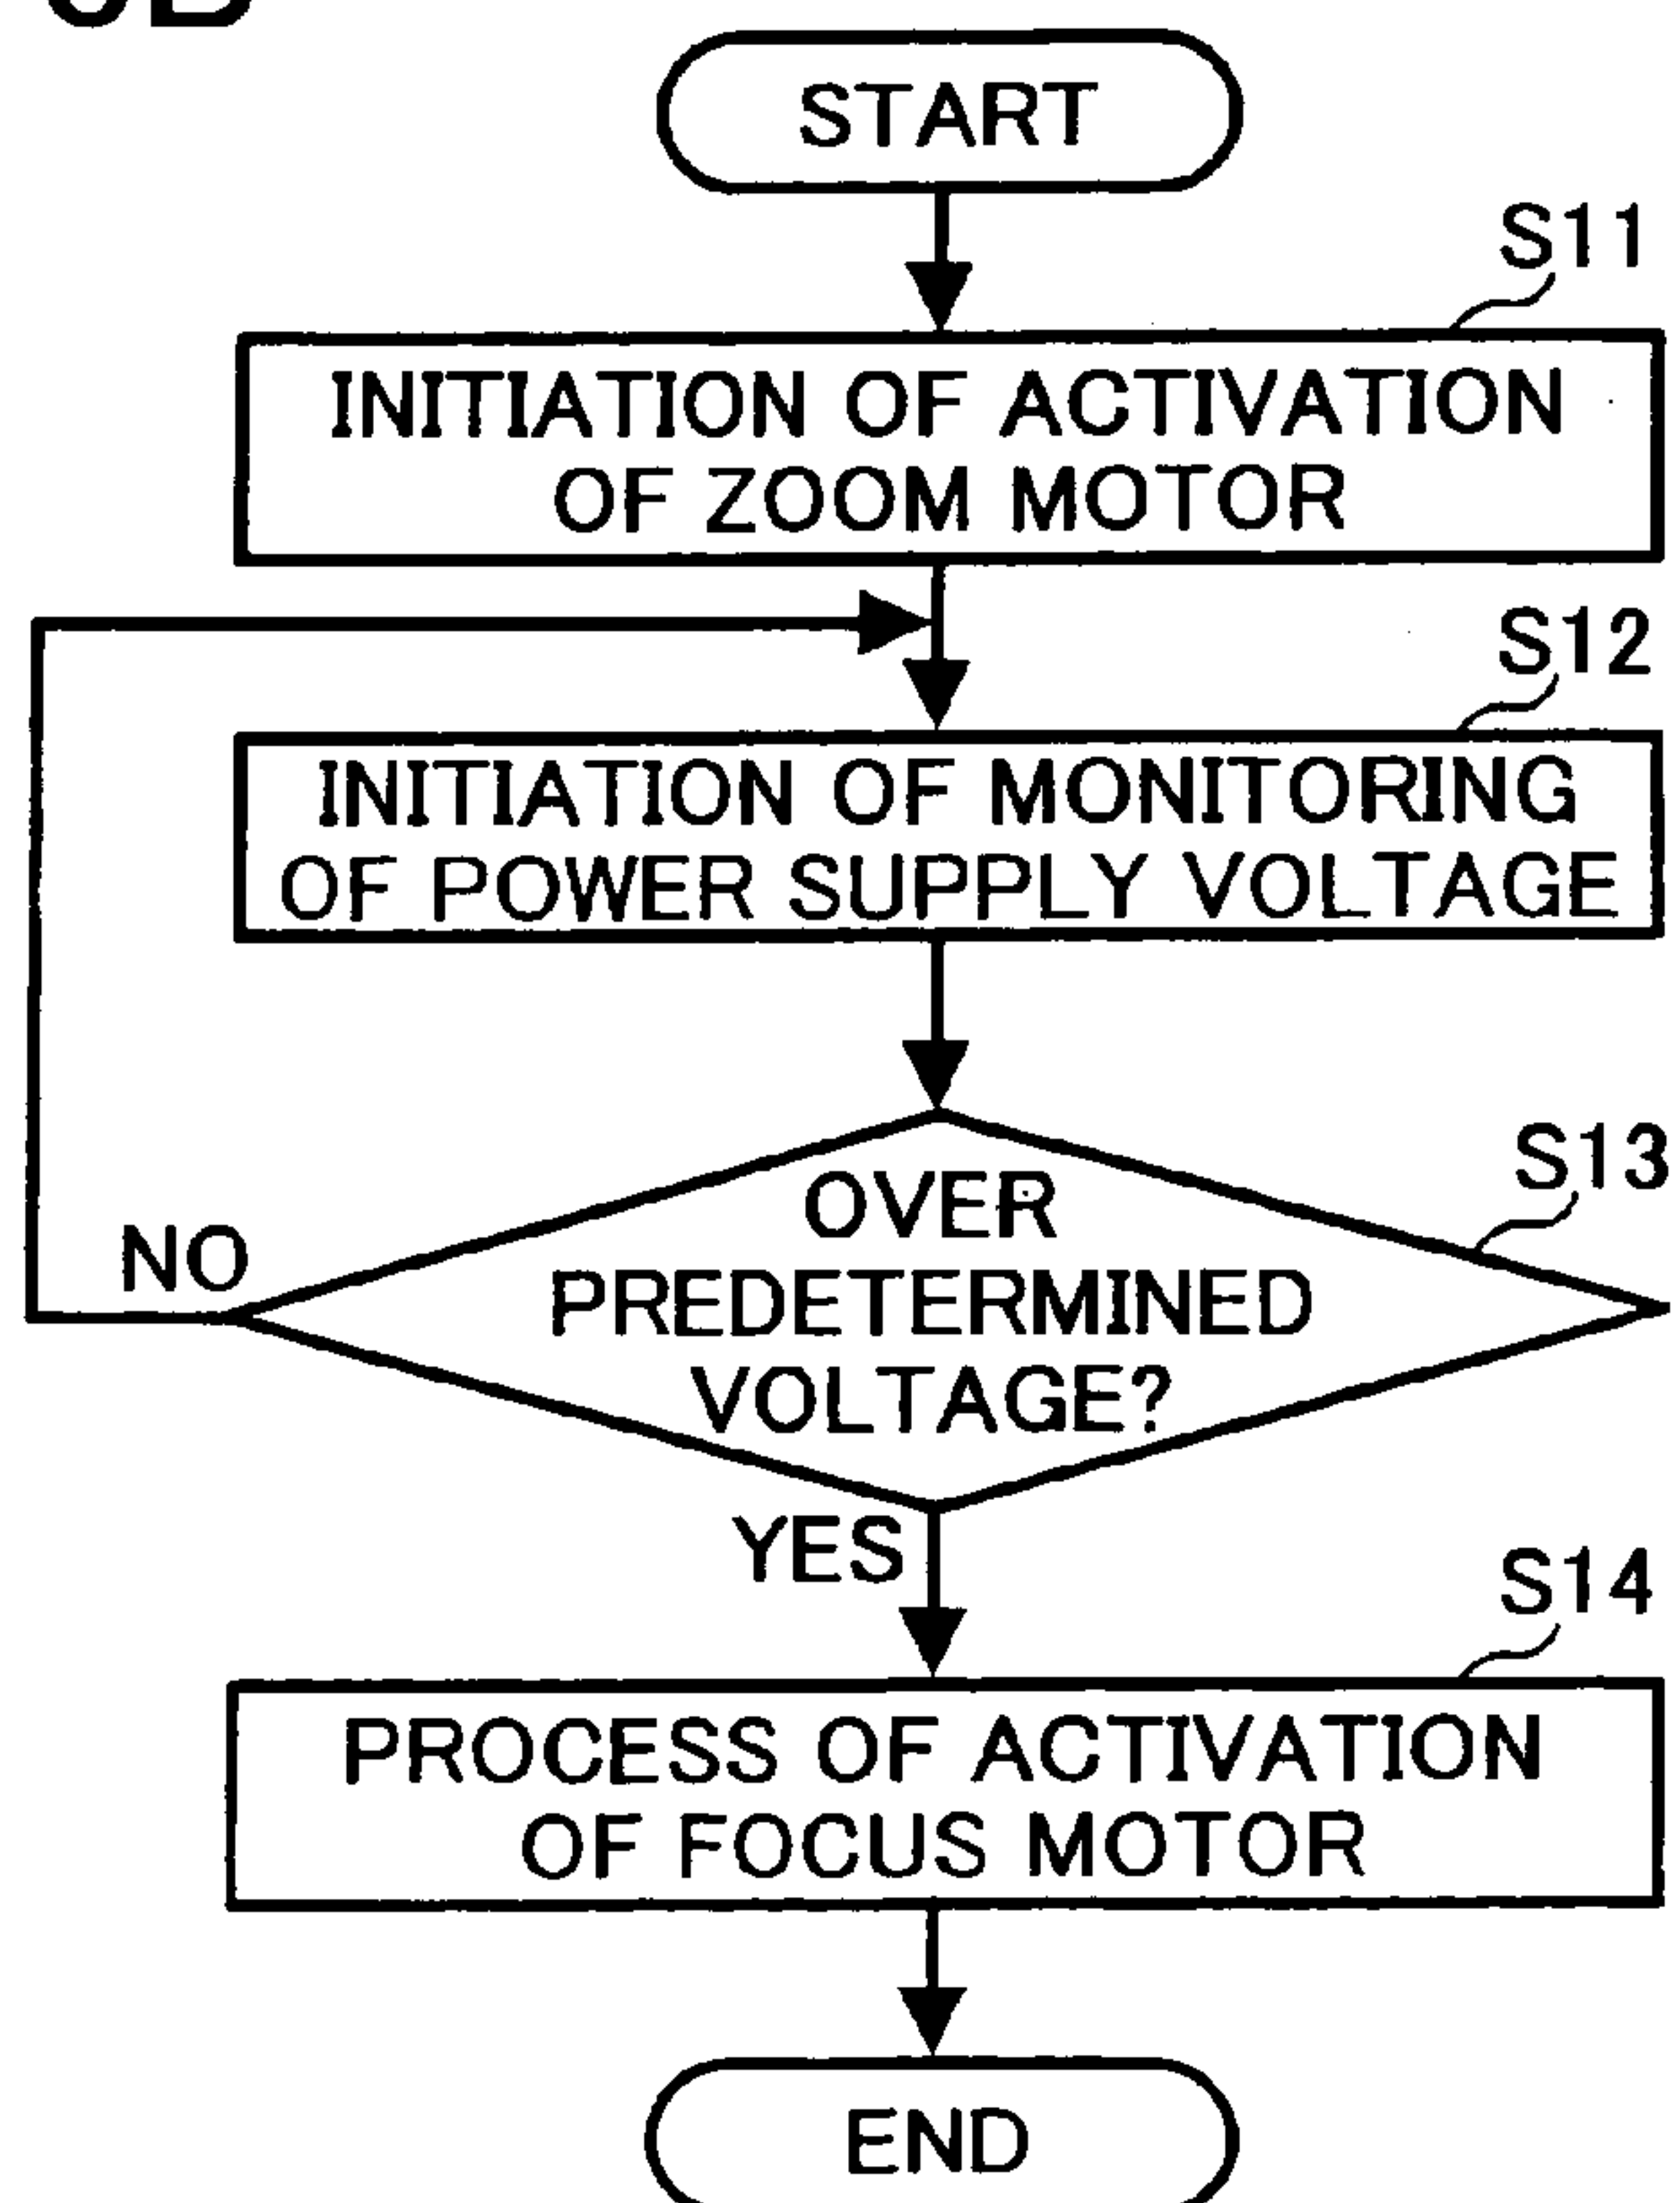 START
S11
INITIATION OF ACTIVATION
OF ZOOM MOTOR
S12
INITIATION OF MONITORING
OF POWER SUPPLY VOLTAGE
S13
OVER
PREDETERMINED
VOLTAGE?
NO
YES
S14
PROCESS OF ACTIVATION
OF FOCUS MOTOR
END